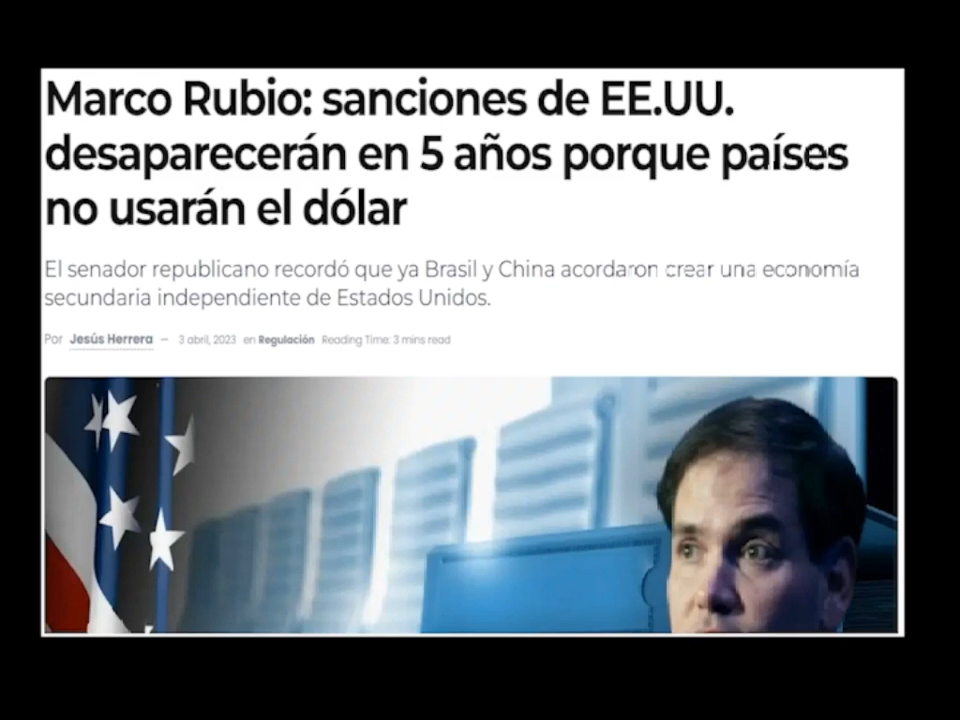 Marco Rubio: sanciones de EE.UU.
desaparecerán en 5 años porque países
no usarán el dólar
El senador republicano recordó que ya Brasil y China acordaron crear una economía
secundaria independiente de Estados Unidos.
Por Jesús Herrera — 3 abril, 2023 en Regulación Reading Time: 3 mins read